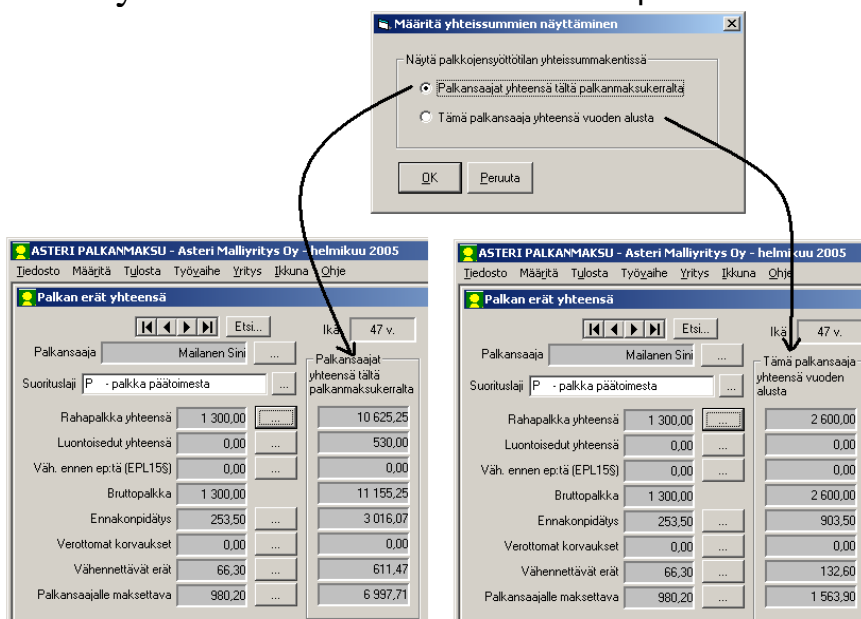 Määritä yhteissummien näyttäminen
Näytä palkkojensyöttötilan yhteissummakentissä
Palkansaajat yhteensä tältä palkanmaksukerralta
Tämä palkansaaja yhteensä vuoden alusta
OK Peruuta
ASTERI PALKANMAKSU - Asteri Malliyritys Oy - helmikuu 2005
Tiedosto Määritä Tulosta Työvaihe Yritys Ikkuna Ohje
Palkan erät yhteensä
Etsi... Ikä 47 v.
Palkansaaja Mailanen Sini ...
Palkansaajat
yhteensä tältä
palkanmaksukerralta
Suorituslaji P - palkka päätoimesta ...
Rahapalkka yhteensä 1 300,00 ... 10 625,25
Luontoisedut yhteensä 0,00 ... 530,00
Väh. ennen ep:tä (EPL15§) 0,00 ... 0,00
Bruttopalkka 1 300,00 11 155,25
Ennakonpidätys 253,50 ... 3 016,07
Verottomat korvaukset 0,00 ... 0,00
Vähennettävät erät 66,30 ... 611,47
Palkansaajalle maksettava 980,20 ... 6 997,71
ASTERI PALKANMAKSU - Asteri Malliyritys Oy - helmikuu 2005
Tiedosto Määritä Tulosta Työvaihe Yritys Ikkuna Ohje
Palkan erät yhteensä
Etsi... Ikä 47 v.
Palkansaaja Mailanen Sini ...
Tämä palkansaaja
yhteensä vuoden
alusta
Suorituslaji P - palkka päätoimesta ...
Rahapalkka yhteensä 1 300,00 ... 2 600,00
Luontoisedut yhteensä 0,00 ... 0,00
Väh. ennen ep:tä (EPL15§) 0,00 ... 0,00
Bruttopalkka 1 300,00 2 600,00
Ennakonpidätys 253,50 ... 903,50
Verottomat korvaukset 0,00 ... 0,00
Vähennettävät erät 66,30 ... 132,60
Palkansaajalle maksettava 980,20 ... 1 563,90